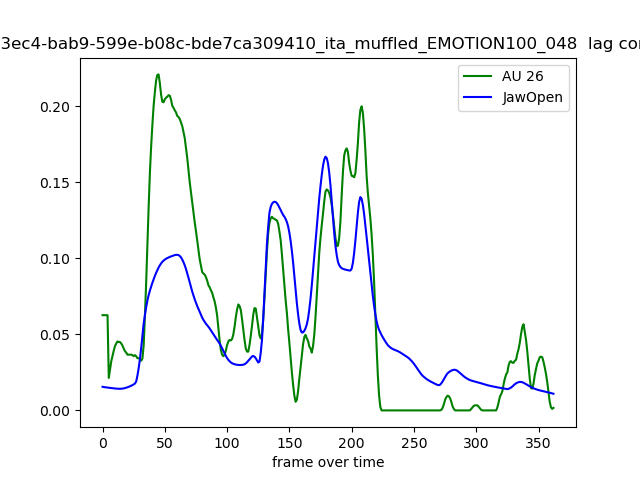 3ec4-bab9-599e-b08c-bde7ca309410_ita_muffled_EMOTION100_048 lag
AU 26
JawOpen
0.20
0.15
0.10
0.05
0.00
0 50 100 150 200 250 300 350
frame over time